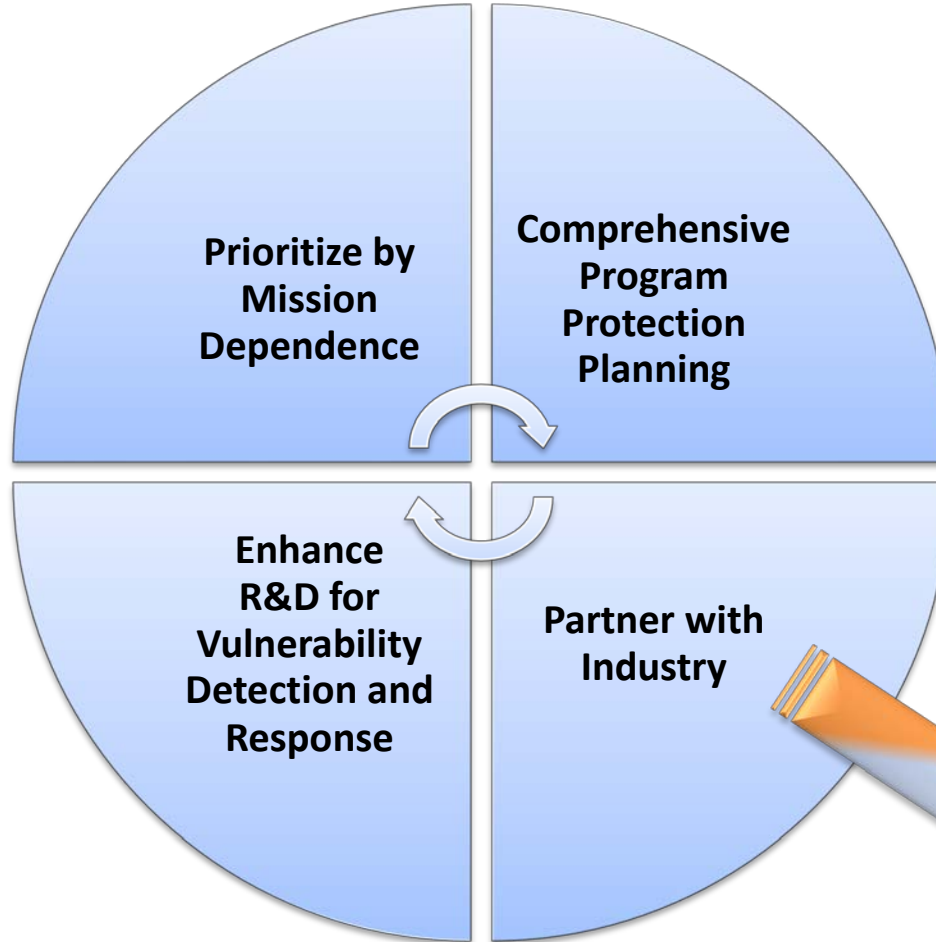 Prioritize by
Mission
Dependence
Comprehensive
Program
Protection
Planning
Enhance
R&D for
Vulnerability
Detection and
Response
Partner with
Industry